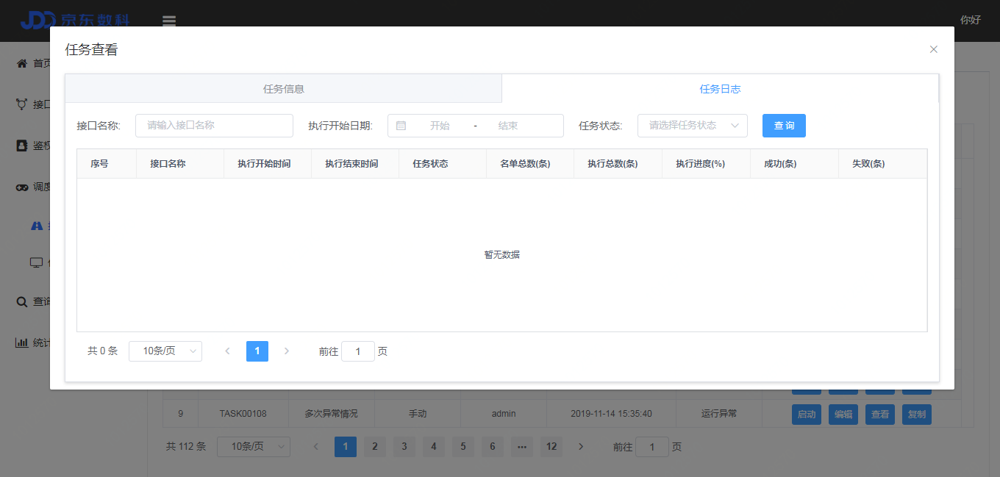 JDD 京东数科
你好
首页
接口
鉴权
调度
查询
统计
任务查看
任务信息 任务日志
接口名称: 请输入接口名称 执行开始日期: 开始 - 结束 任务状态: 请选择任务状态 查询
序号 接口名称 执行开始时间 执行结束时间 任务状态 名单总数(条) 执行总数(条) 执行进度(%) 成功(条) 失败(条)
暂无数据
共 0 条 10条/页 1 前往 1 页
9 TASK00108 多次异常情况 手动 admin 2019-11-14 15:35:40 运行异常 启动 编辑 查看 复制
共 112 条 10条/页 1 2 3 4 5 6 ••• 12 前往 1 页